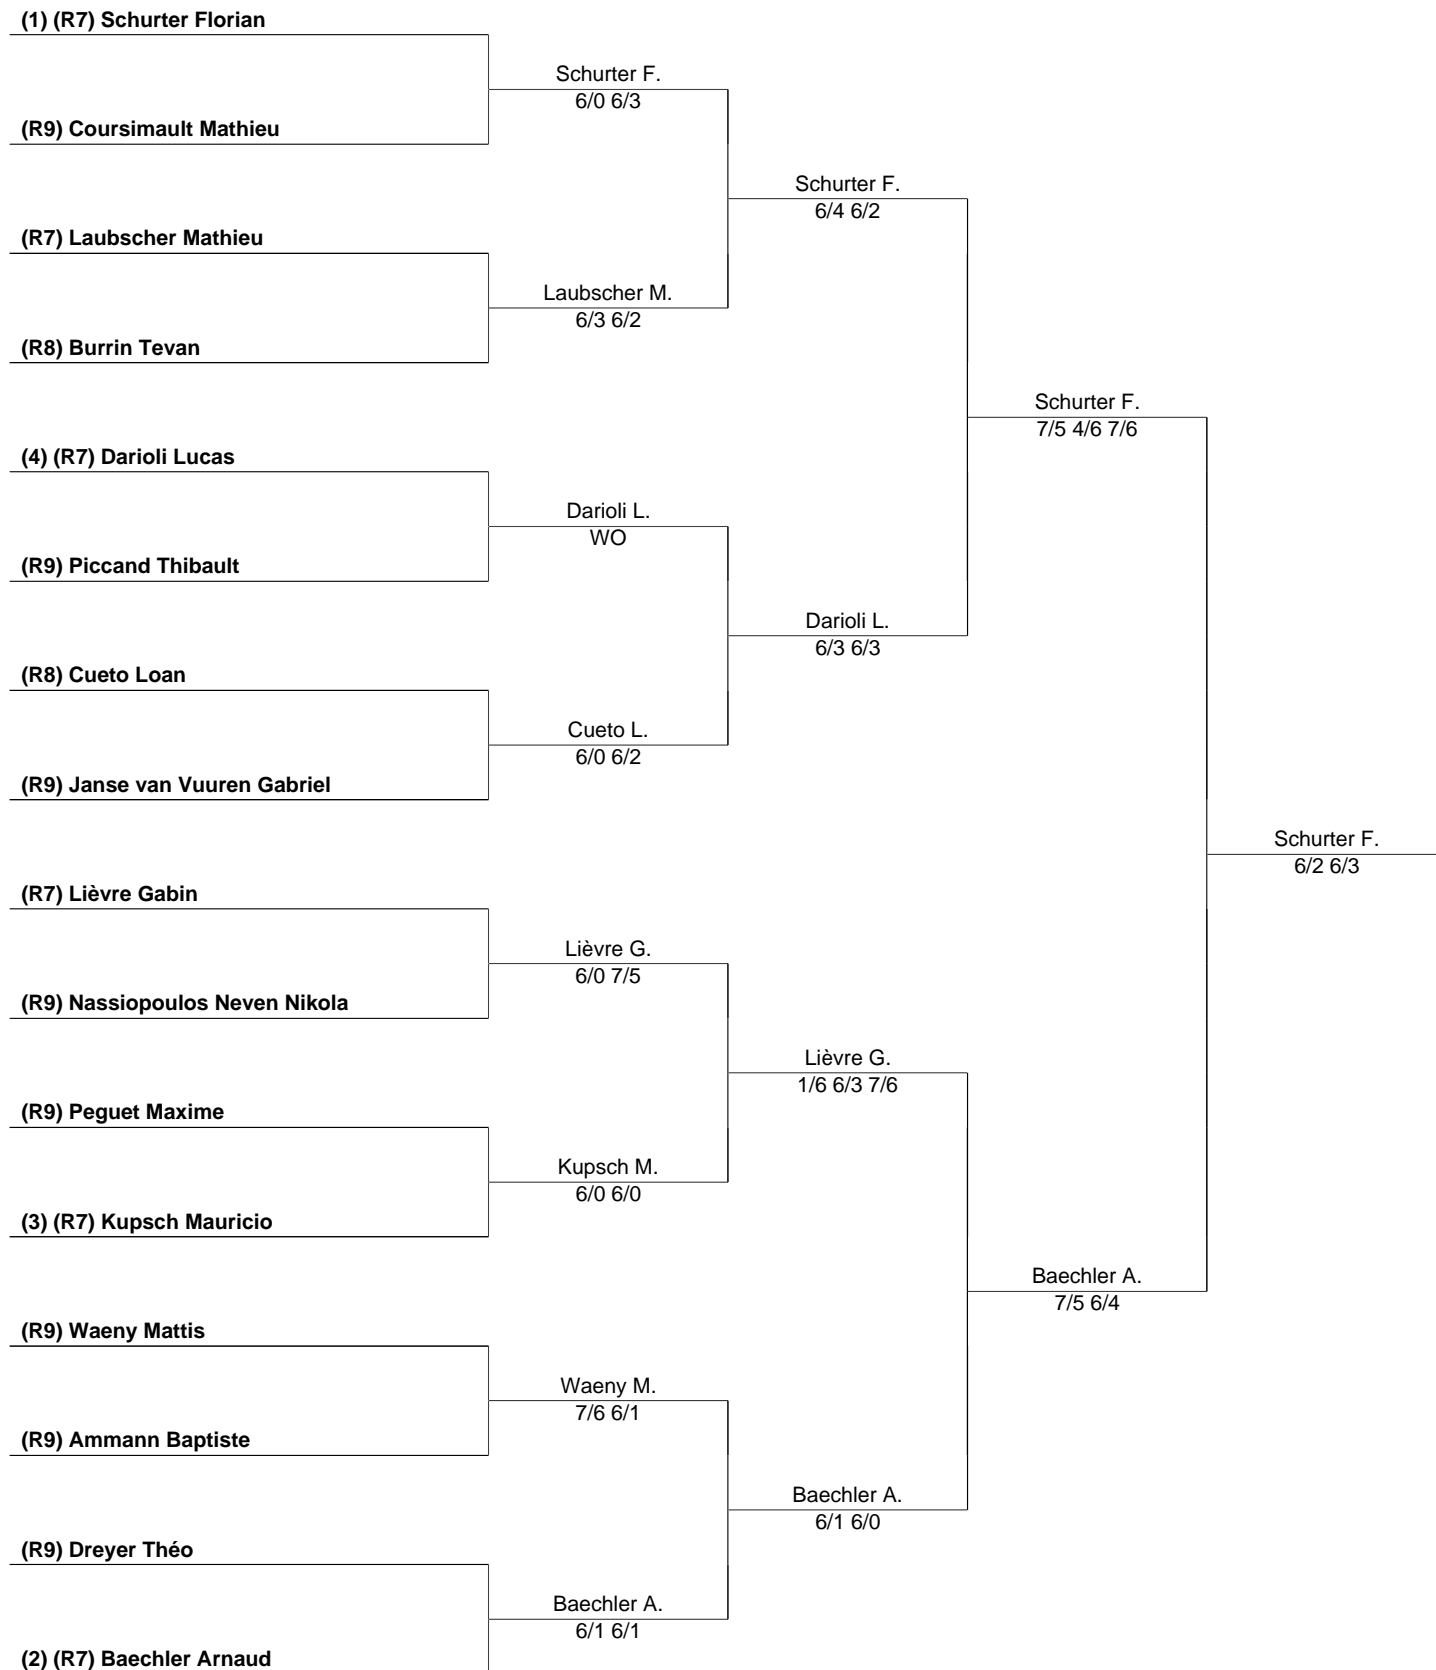 (1) (R7) Schurter Florian
Schurter F.
6/0 6/3
(R9) Coursimault Mathieu
Schurter F.
6/4 6/2
(R7) Laubscher Mathieu
Laubscher M.
6/3 6/2
(R8) Burrin Tevan
Schurter F.
7/5 4/6 7/6
(4) (R7) Darioli Lucas
Darioli L.
WO
(R9) Piccand Thibault
Darioli L.
6/3 6/3
(R8) Cueto Loan
Cueto L.
6/0 6/2
(R9) Janse van Vuuren Gabriel
Schurter F.
6/2 6/3
(R7) Lièvre Gabin
Lièvre G.
6/0 7/5
(R9) Nassiopoulos Neven Nikola
Lièvre G.
1/6 6/3 7/6
(R9) Peguet Maxime
Kupsch M.
6/0 6/0
(3) (R7) Kupsch Mauricio
Baechler A.
7/5 6/4
(R9) Waeny Mattis
Waeny M.
7/6 6/1
(R9) Ammann Baptiste
Baechler A.
6/1 6/0
(R9) Dreyer Théo
Baechler A.
6/1 6/1
(2) (R7) Baechler Arnaud